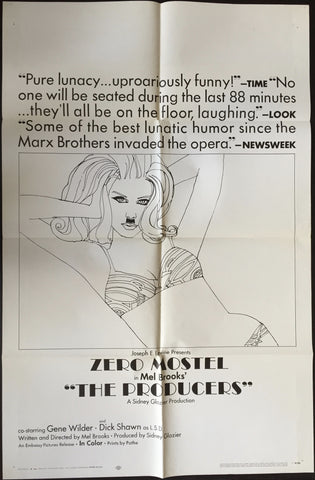 “Pure lunacy...uproariously funny!”—TIME “No
one will be seated during the last 88 minutes
...they’ll all be on the floor, laughing.”—LOOK
“Some of the best lunatic humor since the
Marx Brothers invaded the opera.”—NEWSWEEK
Joseph E. Levine Presents
ZERO MOSTEL
in Mel Brooks’
“THE PRODUCERS”
A Sidney Glazier Production
co-starring Gene Wilder and Dick Shawn as L.S.D.
Written and Directed by Mel Brooks · Produced by Sidney Glazier
An Embassy Pictures Release · In Color · Prints by Pathe